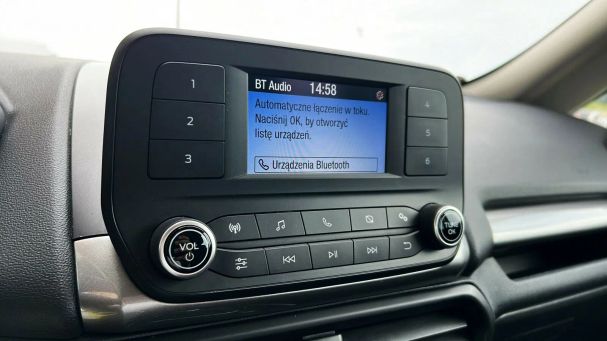 BT Audio 14:58
Automatyczne łączenie w toku.
Naciśnij OK, by otworzyć
listę urządzeń.
Urządzenia Bluetooth
1
2
3
4
5
6
VOL
TUNE
OK